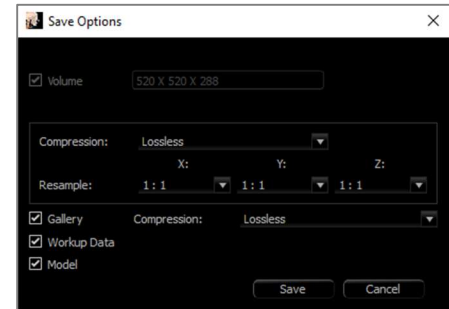 Save Options
Volume 520 X 520 X 288
Compression: Lossless
X: Y: Z:
Resample: 1 : 1 1 : 1 1 : 1
Gallery Compression: Lossless
Workup Data
Model
Save Cancel